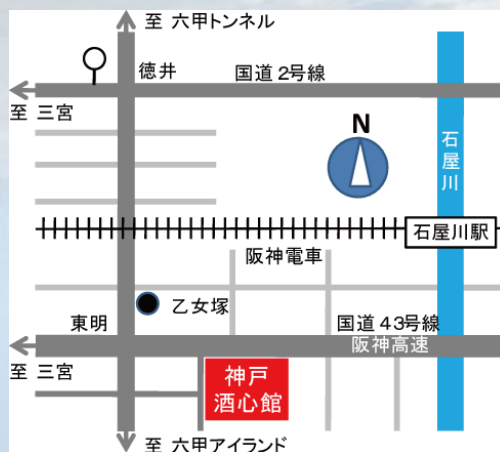 至 六甲トンネル
徳井
国道2号線
至 三宮
N
石屋川
石屋川駅
阪神電車
乙女塚
東明
国道43号線
阪神高速
至 三宮
神戸
酒心館
至 六甲アイランド